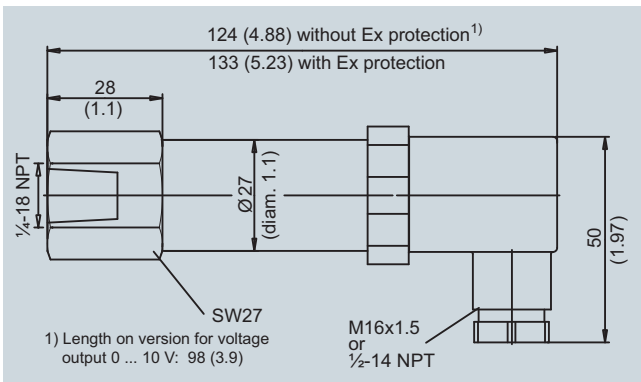 124 (4.88) without Ex protection1)
133 (5.23) with Ex protection
28
(1.1)
¼-18 NPT
Ø27
(diam. 1.1)
50
(1.97)
SW27
1) Length on version for voltage
output 0 ... 10 V: 98 (3.9)
M16x1.5
or
½-14 NPT